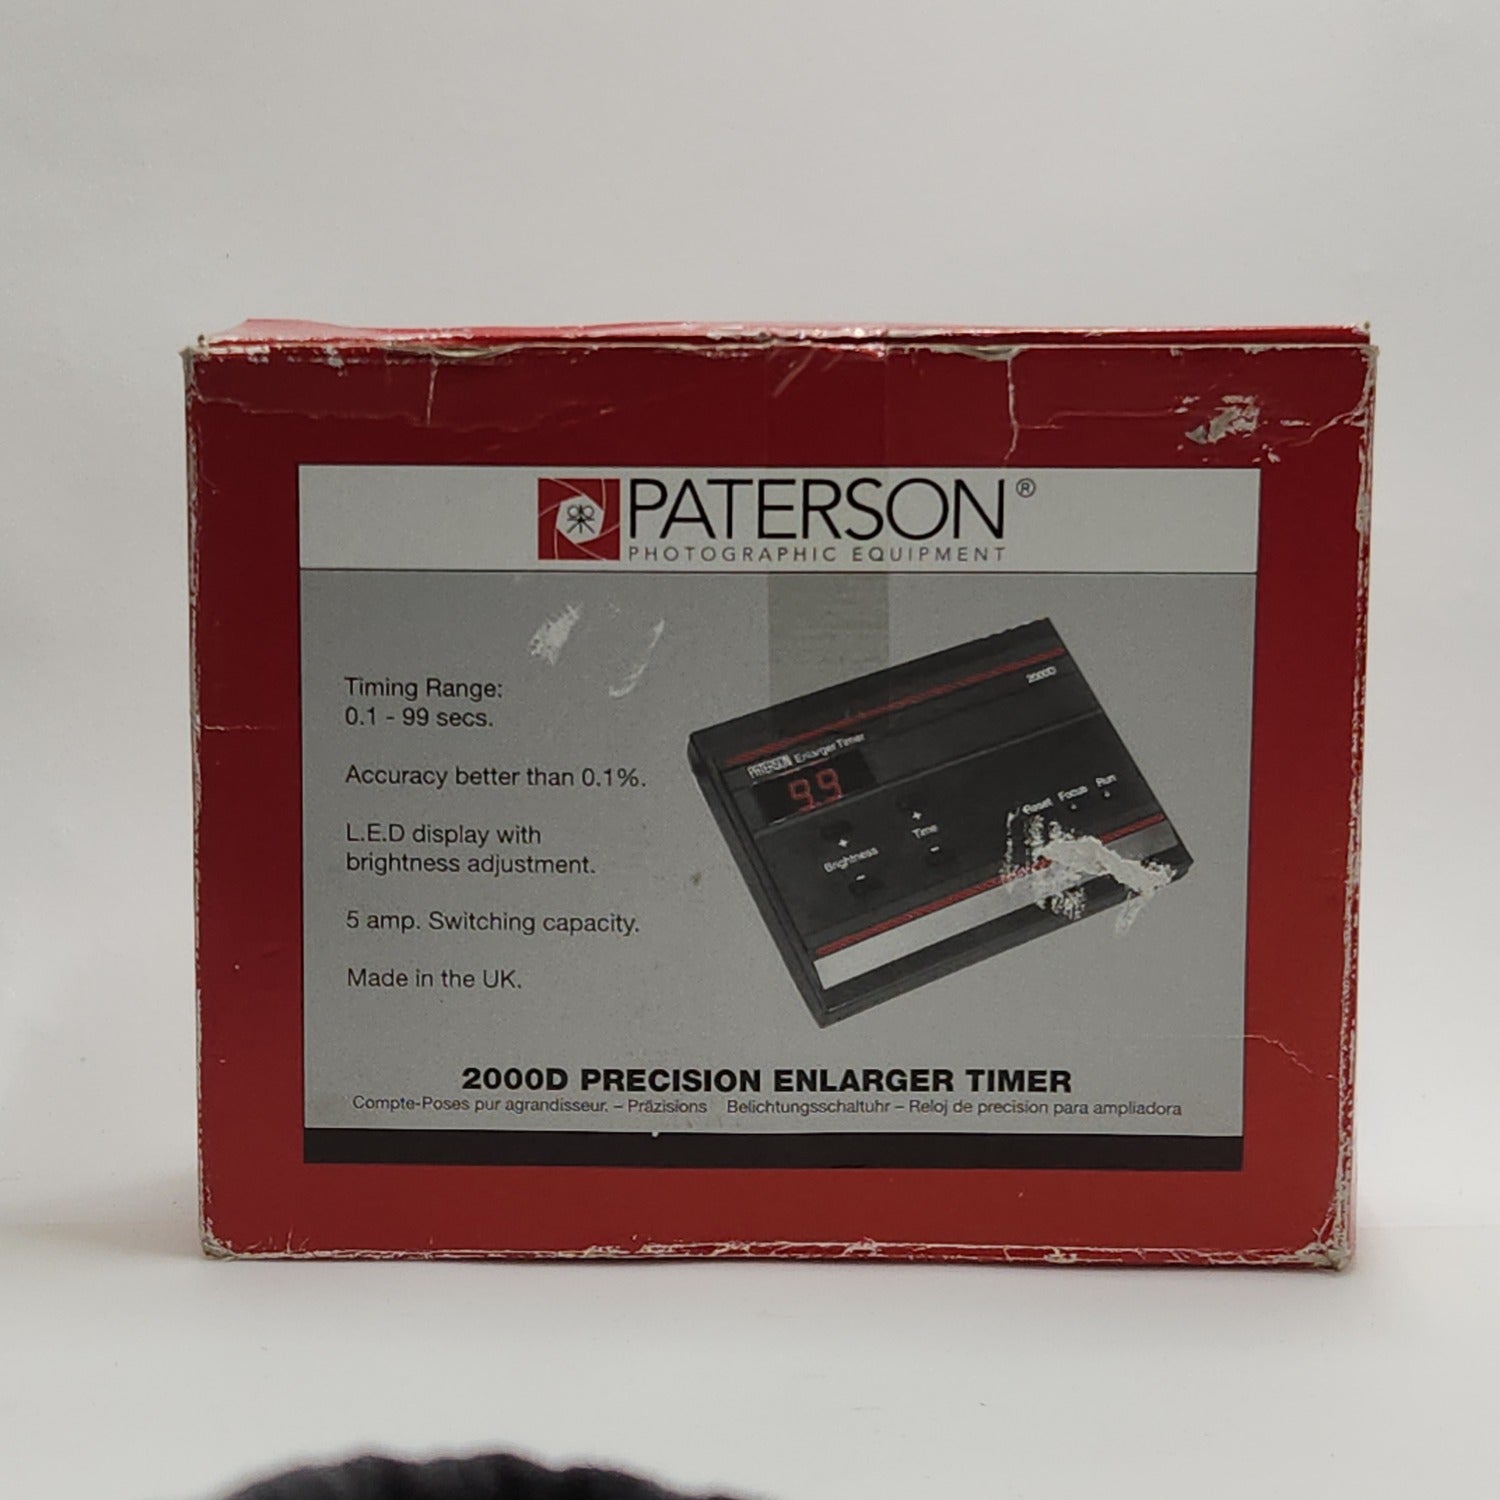 PATERSON®
PHOTOGRAPHIC EQUIPMENT
Timing Range:
0.1 - 99 secs.
Accuracy better than 0.1%.
L.E.D display with
brightness adjustment.
5 amp. Switching capacity.
Made in the UK.
2000D
PATERSON Enlarger Timer
9.9
+ Brightness -
+ Time -
Reset Focus Run
2000D PRECISION ENLARGER TIMER
Compte-Poses pur agrandisseur. – Präzisions Belichtungsschaltuhr – Reloj de precision para ampliadora